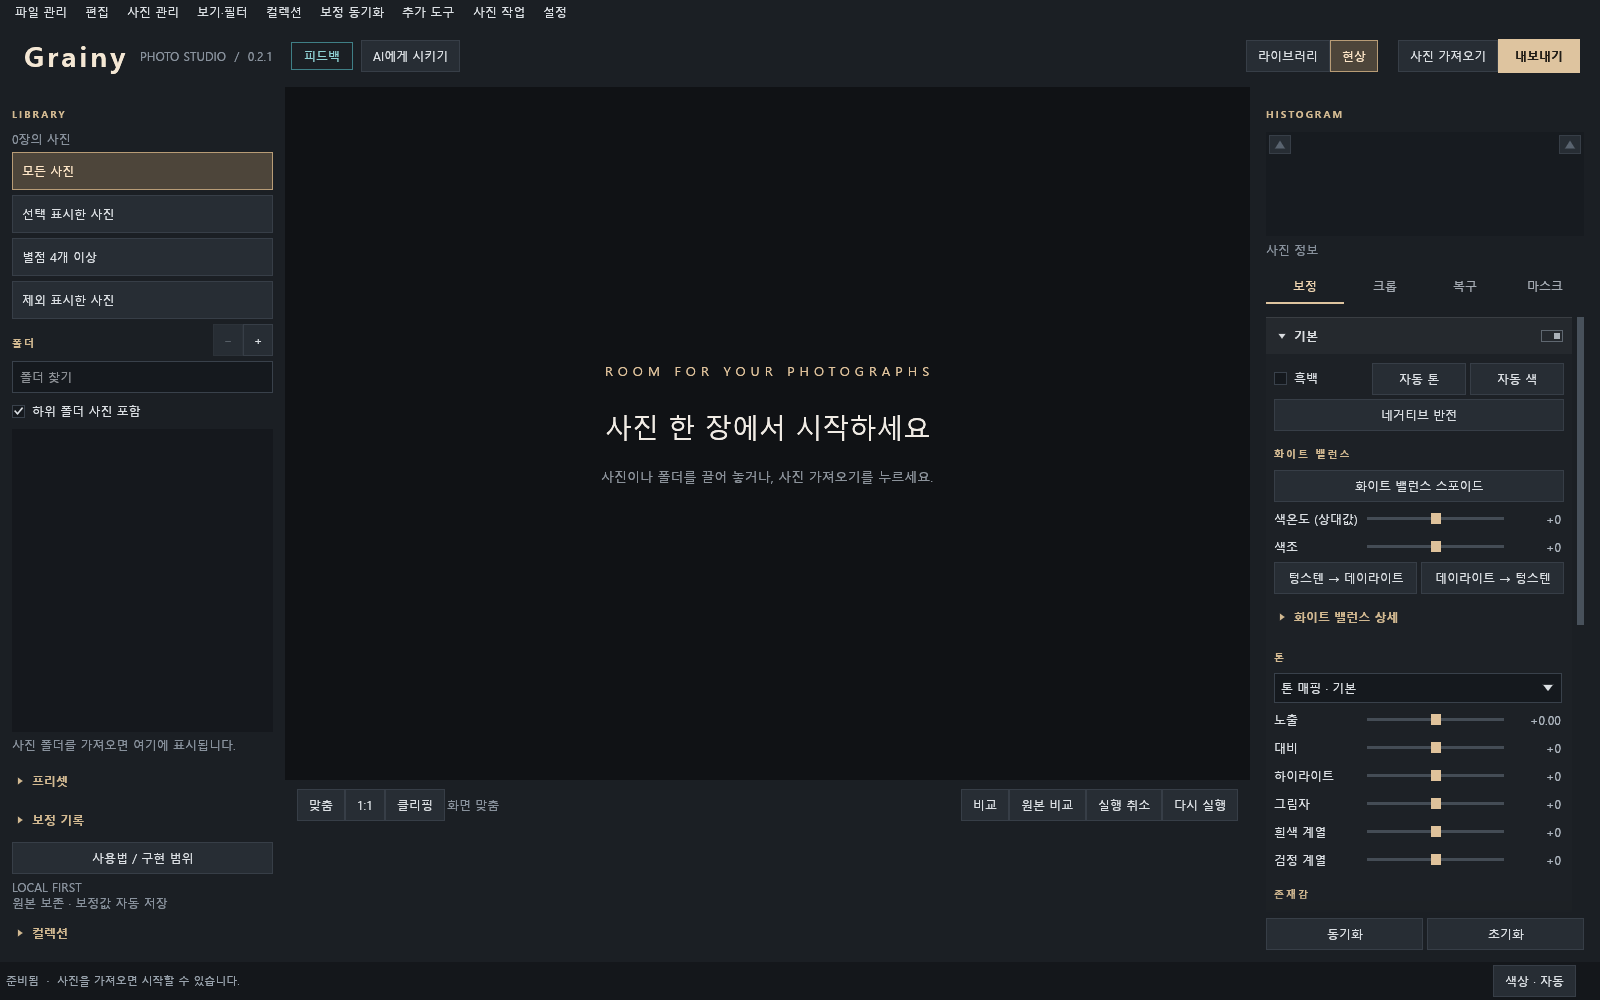 파일 관리 편집 사진 관리 보기·필터 컬렉션 보정 동기화 추가 도구 사진 작업 설정
Grainy PHOTO STUDIO / 0.2.1 피드백 AI에게 시키기 라이브러리 현상 사진 가져오기 내보내기
LIBRARY
0장의 사진
모든 사진
선택 표시한 사진
별점 4개 이상
제외 표시한 사진
폴더 − +
폴더 찾기
하위 폴더 사진 포함
사진 폴더를 가져오면 여기에 표시됩니다.
프리셋
보정 기록
사용법 / 구현 범위
LOCAL FIRST
원본 보존 · 보정값 자동 저장
컬렉션
ROOM FOR YOUR PHOTOGRAPHS
사진 한 장에서 시작하세요
사진이나 폴더를 끌어 놓거나, 사진 가져오기를 누르세요.
맞춤 1:1 클리핑 화면 맞춤 비교 원본 비교 실행 취소 다시 실행
HISTOGRAM
사진 정보
보정 크롭 복구 마스크
기본
흑백 자동 톤 자동 색
네거티브 반전
화이트 밸런스
화이트 밸런스 스포이드
색온도 (상대값) +0
색조 +0
텅스텐 → 데이라이트 데이라이트 → 텅스텐
화이트 밸런스 상세
톤
톤 매핑 · 기본
노출 +0.00
대비 +0
하이라이트 +0
그림자 +0
흰색 계열 +0
검정 계열 +0
존재감
동기화 초기화
준비됨 · 사진을 가져오면 시작할 수 있습니다.
색상 · 자동